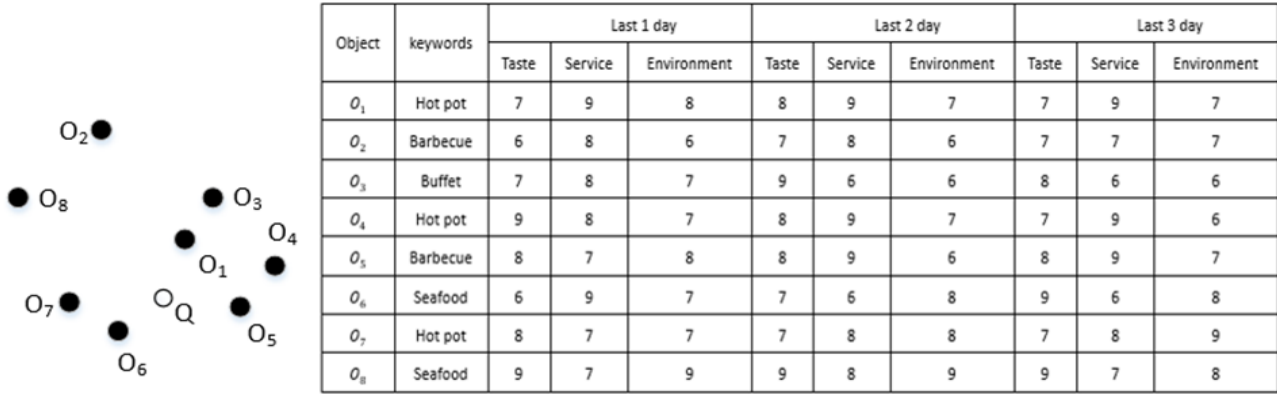 O₂
O₈
O₃
O₄
O₁
O₇
Q
O₅
O₆
Object keywords Last 1 day Last 2 day Last 3 day
Taste Service Environment Taste Service Environment Taste Service Environment
O₁ Hot pot 7 9 8 8 9 7 7 9 7
O₂ Barbecue 6 8 6 7 8 6 7 7 7
O₃ Buffet 7 8 7 9 6 6 8 6 6
O₄ Hot pot 9 8 7 8 9 7 7 9 6
O₅ Barbecue 8 7 8 8 9 6 8 9 7
O₆ Seafood 6 9 7 7 6 8 9 6 8
O₇ Hot pot 8 7 7 7 8 8 7 8 9
O₈ Seafood 9 7 9 9 8 9 9 7 8